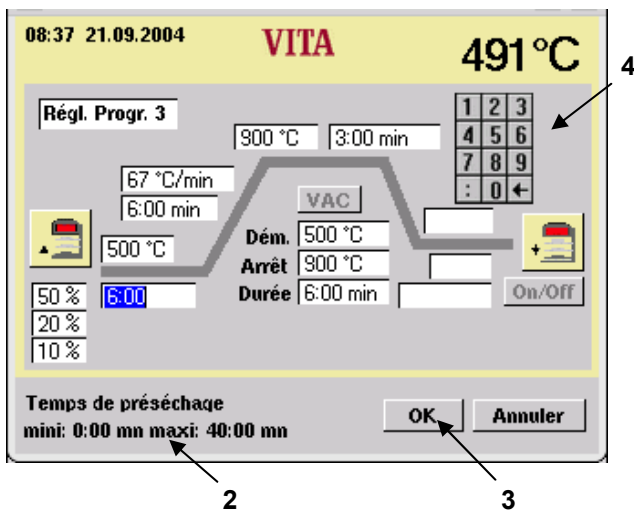 08:37 21.09.2004 VITA 491°C
4
Régl. Progr. 3
1 2 3
4 5 6
7 8 9
: 0 ←
900 °C 3:00 min
67 °C/min
6:00 min
VAC
500 °C
Dém. 500 °C
Arrêt 900 °C
Durée 6:00 min
On/Off
50 % 6:00
20 %
10 %
Temps de préséchage
mini: 0:00 mn maxi: 40:00 mn
OK Annuler
2 3